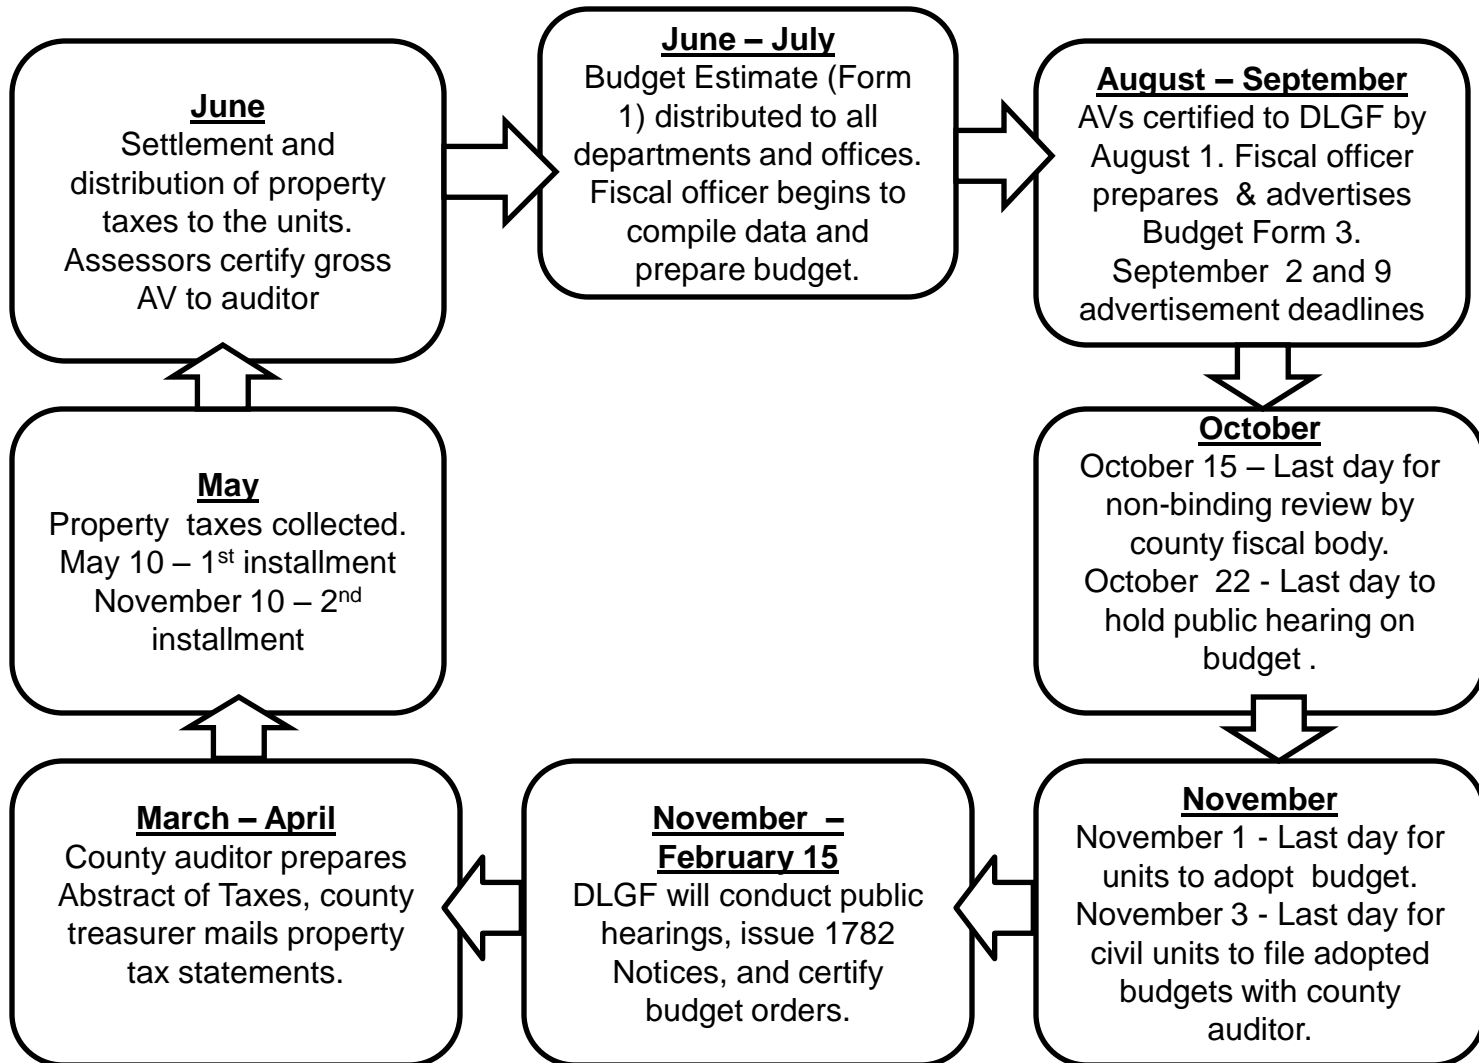 June
Settlement and
distribution of property
taxes to the units.
Assessors certify gross
AV to auditor
June – July
Budget Estimate (Form
1) distributed to all
departments and offices.
Fiscal officer begins to
compile data and
prepare budget.
August – September
AVs certified to DLGF by
August 1. Fiscal officer
prepares & advertises
Budget Form 3.
September 2 and 9
advertisement deadlines
October
October 15 – Last day for
non-binding review by
county fiscal body.
October 22 - Last day to
hold public hearing on
budget .
November
November 1 - Last day for
units to adopt budget.
November 3 - Last day for
civil units to file adopted
budgets with county
auditor.
November –
February 15
DLGF will conduct public
hearings, issue 1782
Notices, and certify
budget orders.
March – April
County auditor prepares
Abstract of Taxes, county
treasurer mails property
tax statements.
May
Property taxes collected.
May 10 – 1st installment
November 10 – 2nd
installment